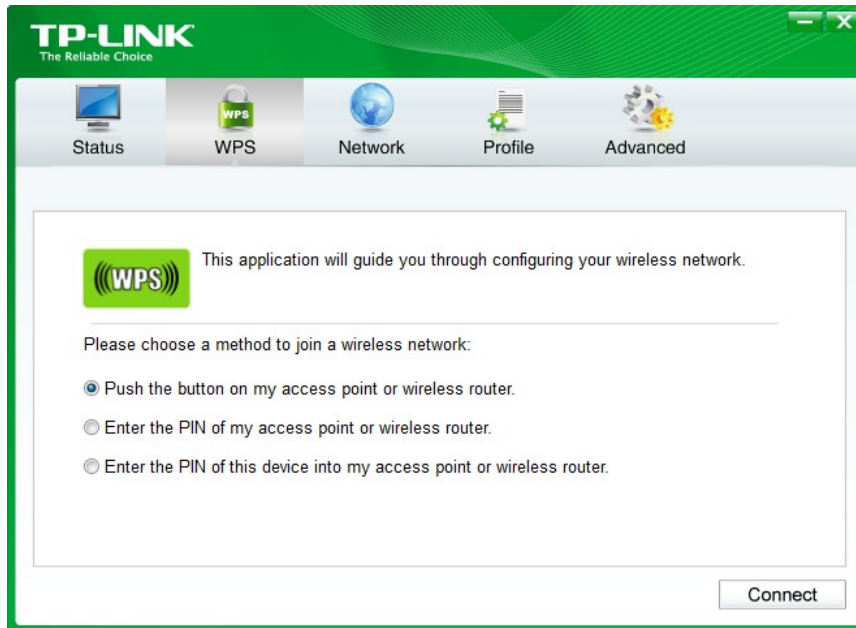 TP-LINK
The Reliable Choice
WPS
Status WPS Network Profile Advanced
WPS
This application will guide you through configuring your wireless network.
Please choose a method to join a wireless network:
Push the button on my access point or wireless router.
Enter the PIN of my access point or wireless router.
Enter the PIN of this device into my access point or wireless router.
Connect